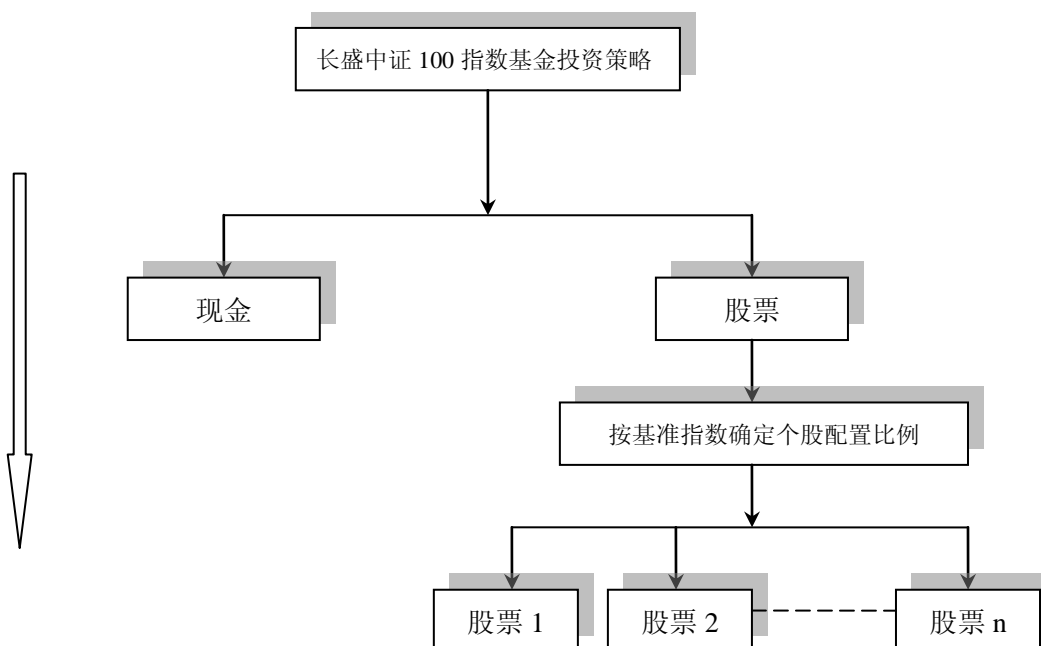 长盛中证 100 指数基金投资策略
现金
股票
按基准指数确定个股配置比例
股票 1
股票 2
股票 n